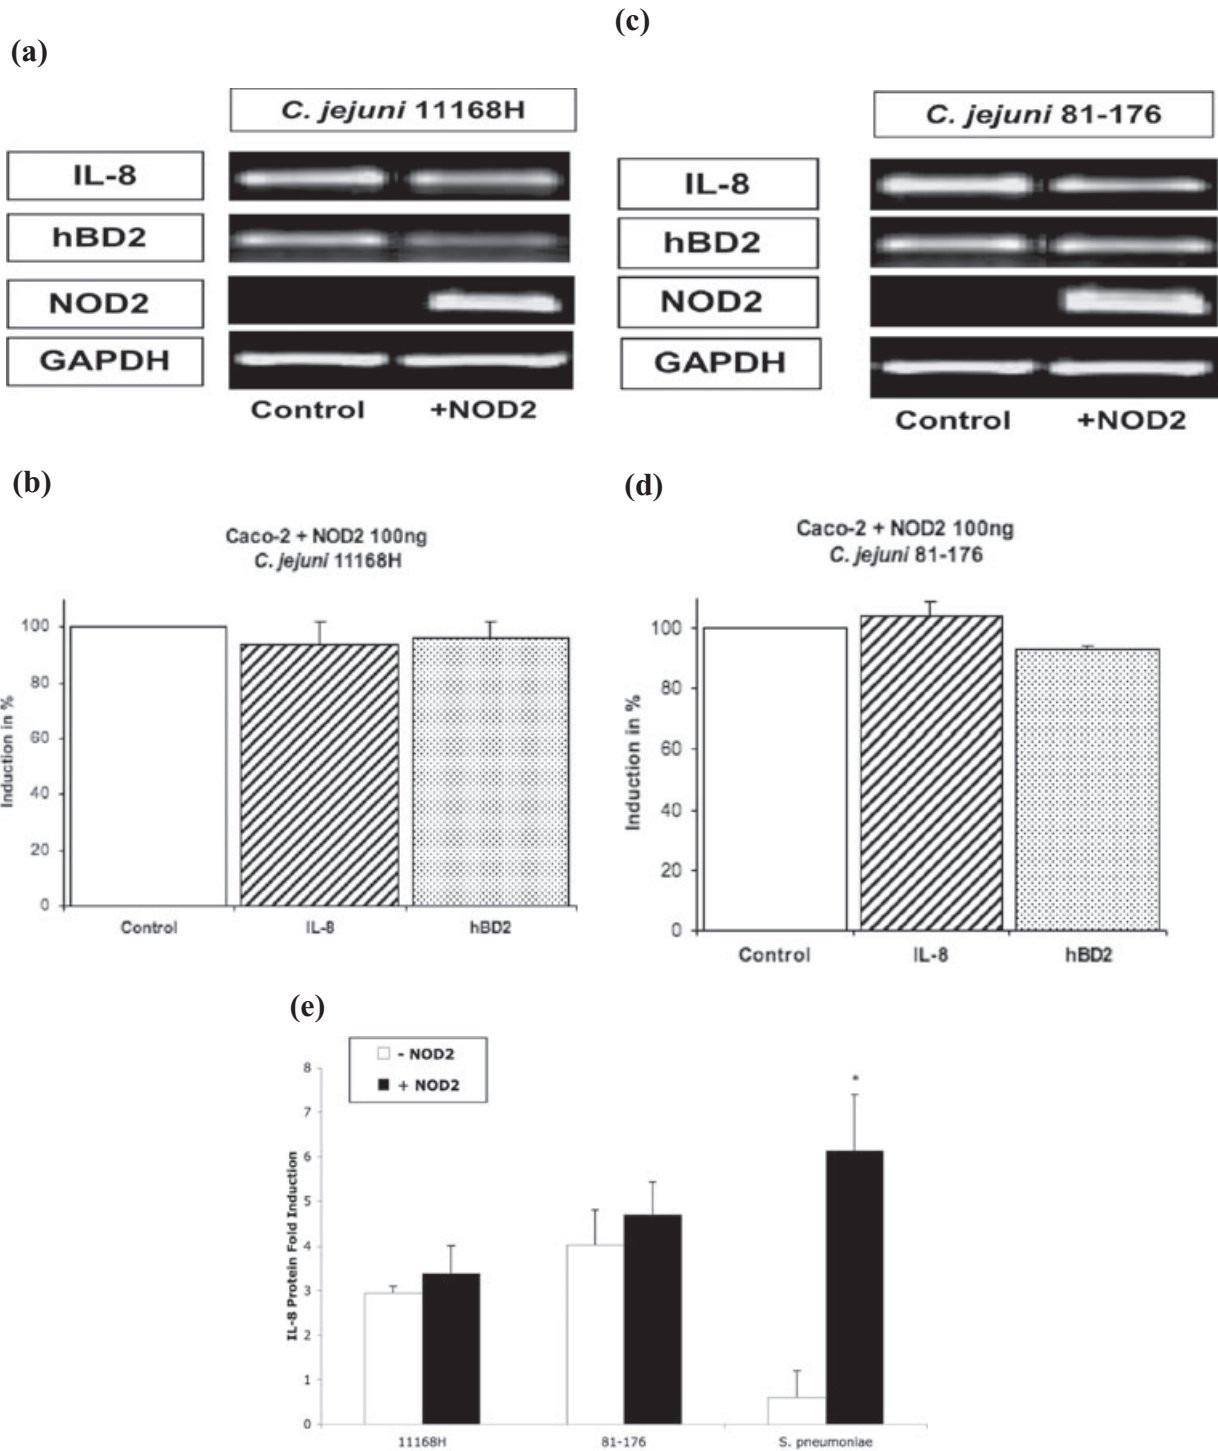 (a)
C. jejuni 11168H
IL-8
hBD2
NOD2
GAPDH
Control +NOD2
(c)
C. jejuni 81-176
IL-8
hBD2
NOD2
GAPDH
Control +NOD2
(b)
Caco-2 + NOD2 100ng
C. jejuni 11168H
Induction in %
100
80
60
40
20
0
Control IL-8 hBD2
(d)
Caco-2 + NOD2 100ng
C. jejuni 81-176
Induction in %
100
80
60
40
20
0
Control IL-8 hBD2
(e)
- NOD2
+ NOD2
IL-8 Protein Fold Induction
8
7
6
5
4
3
2
1
0
*
11168H 81-176 S. pneumoniae